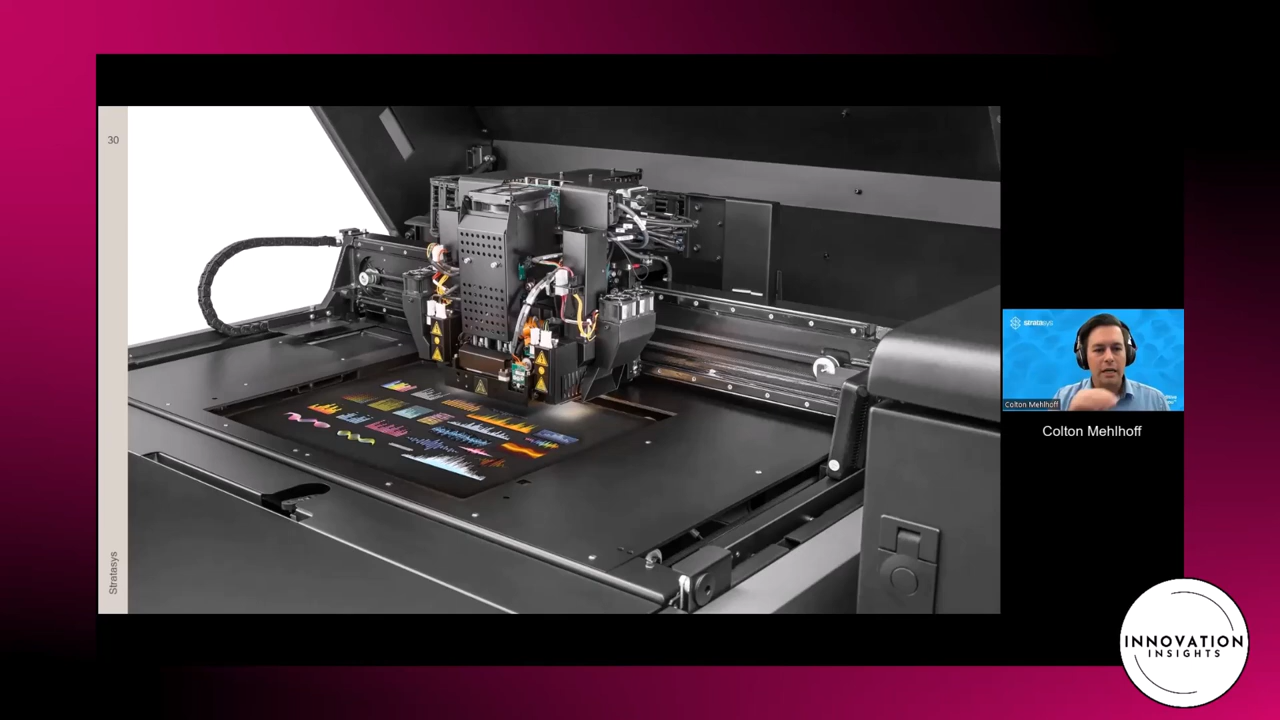 30
Stratasys
stratasys
Colton Mehlhoff
Colton Mehlhoff
INNOVATION
INSIGHTS